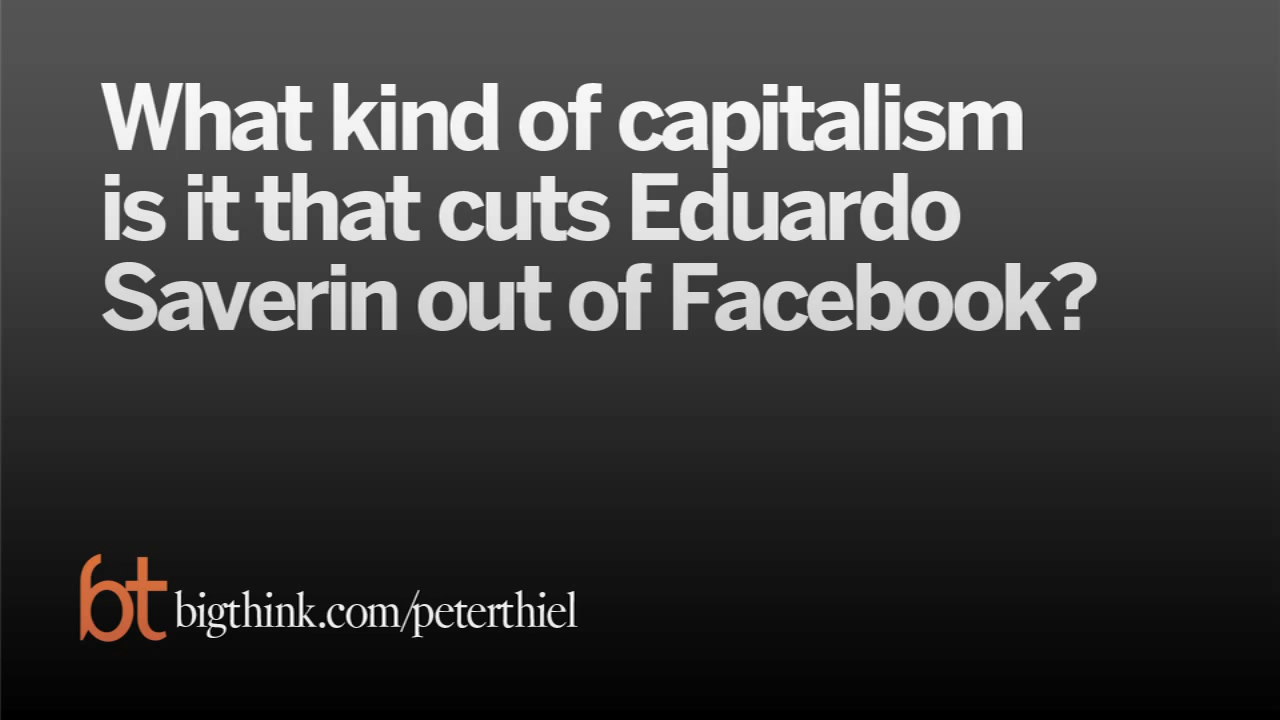 What kind of capitalism
is it that cuts Eduardo
Saverin out of Facebook?
bt bigthink.com/peterthiel